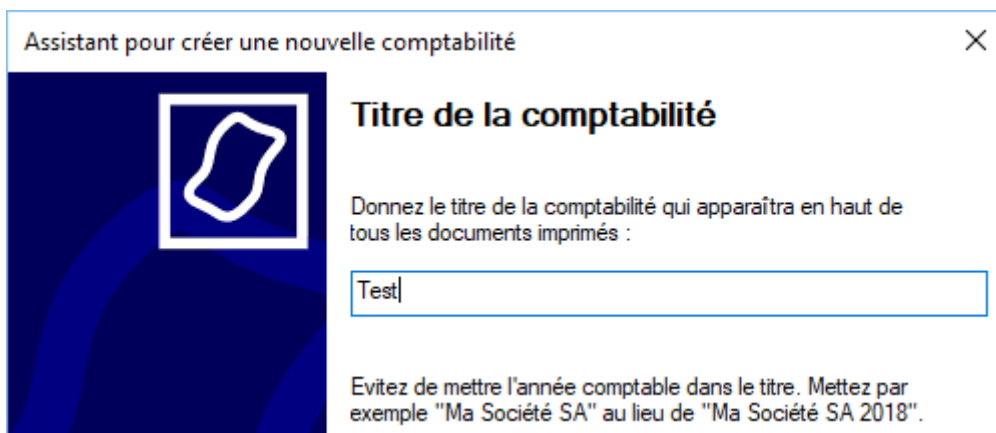 Assistant pour créer une nouvelle comptabilité
Titre de la comptabilité
Donnez le titre de la comptabilité qui apparaîtra en haut de
tous les documents imprimés :
Test
Evitez de mettre l'année comptable dans le titre. Mettez par
exemple "Ma Société SA" au lieu de "Ma Société SA 2018".